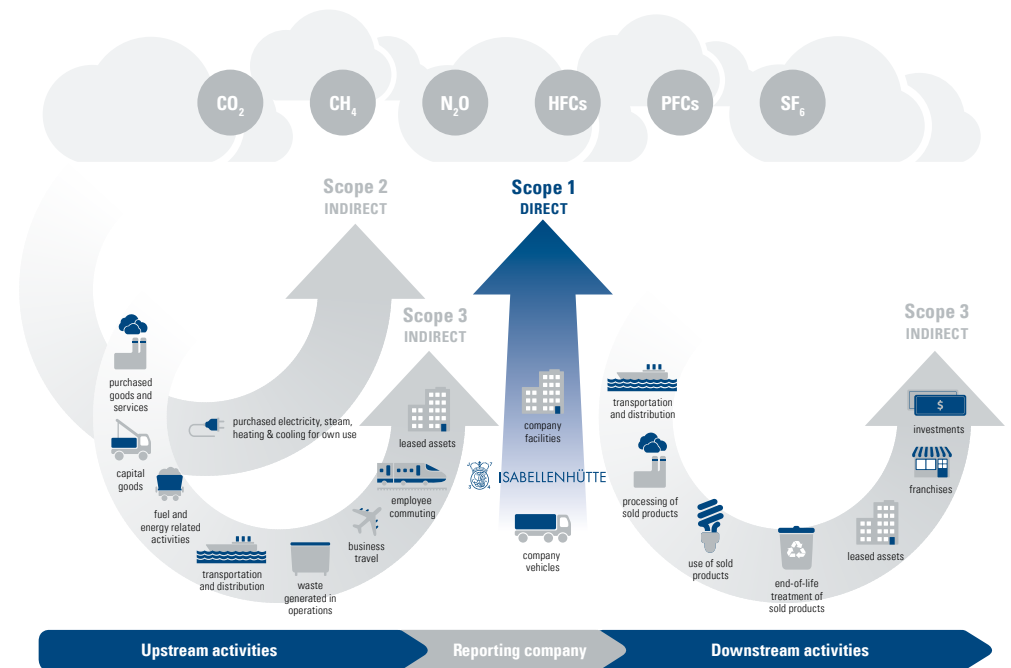 CO₂
CH₄
N₂O
HFCs
PFCs
SF₆
Scope 2
INDIRECT
Scope 1
DIRECT
Scope 3
INDIRECT
Scope 3
INDIRECT
purchased
goods and
services
capital
goods
fuel and
energy related
activities
purchased electricity, steam,
heating & cooling for own use
transportation
and distribution
waste
generated in
operations
business
travel
employee
commuting
leased assets
company
facilities
ISABELLENHÜTTE
company
vehicles
transportation
and distribution
processing of
sold products
use of sold
products
end-of-life
treatment of
sold products
leased assets
franchises
$
investments
Upstream activities
Reporting company
Downstream activities